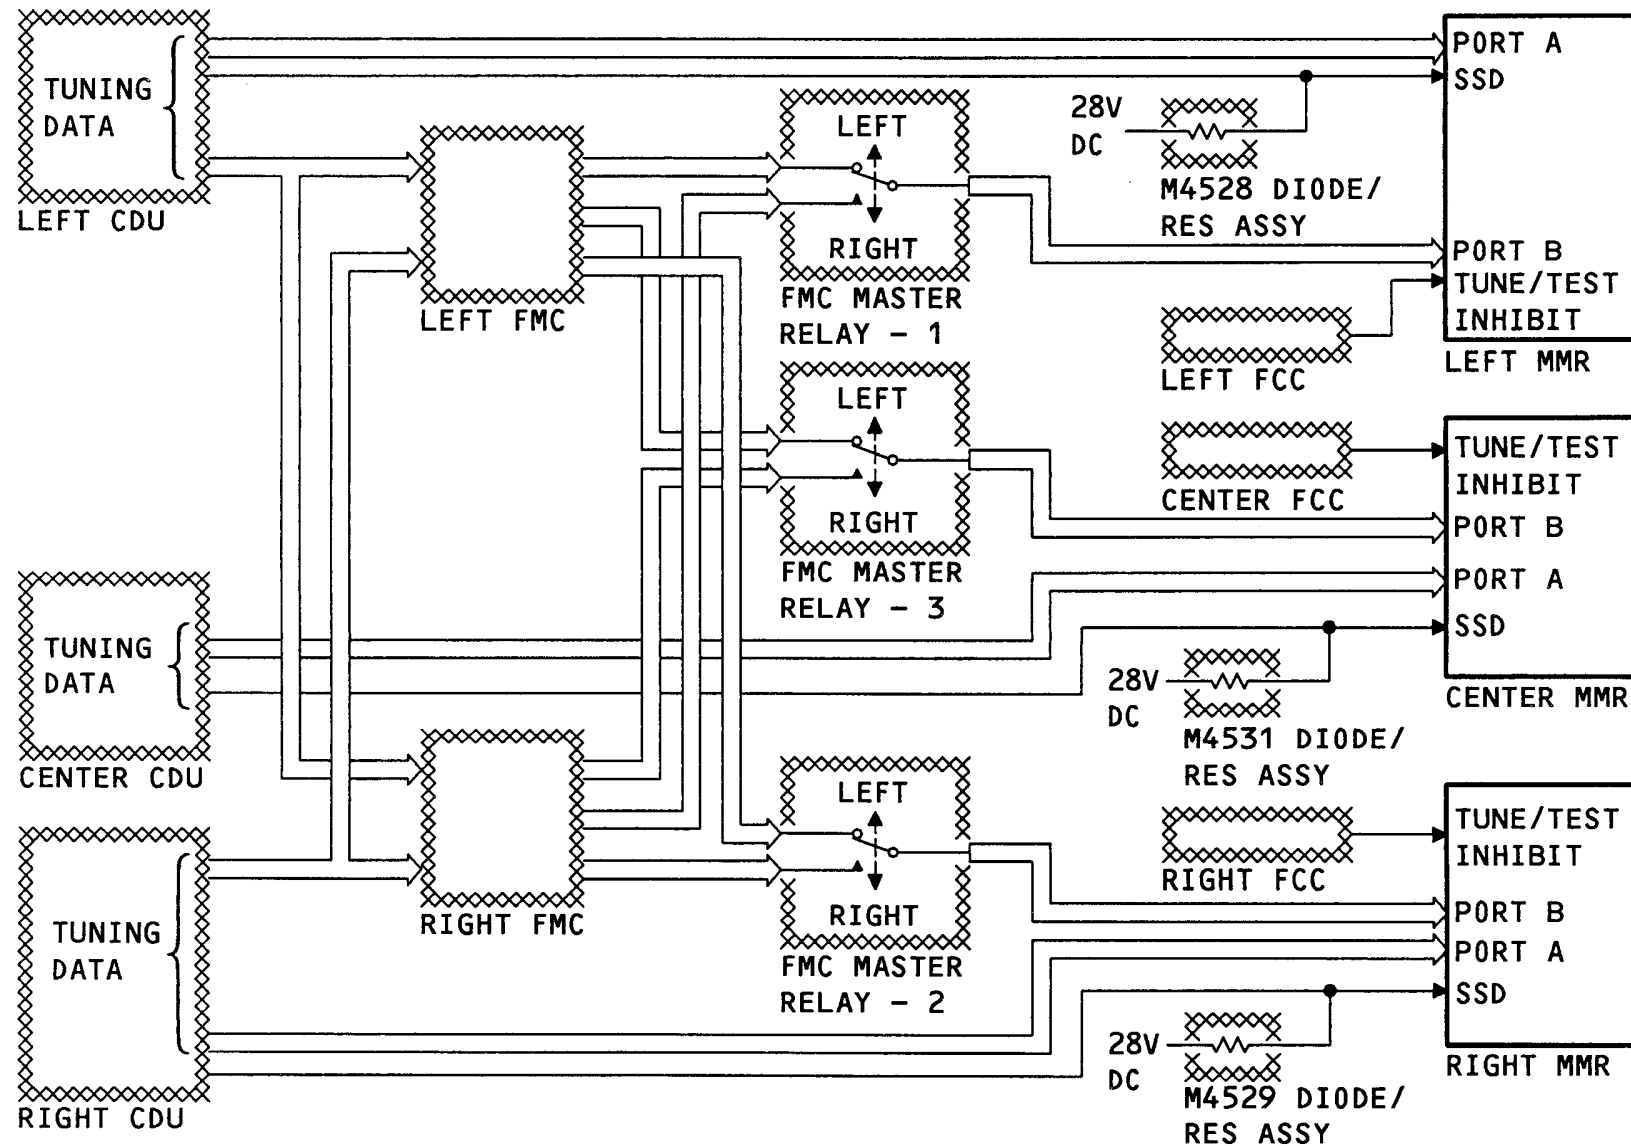 TUNING
DATA
LEFT CDU
LEFT FMC
LEFT
RIGHT
FMC MASTER
RELAY - 1
28V
DC
M4528 DIODE/
RES ASSY
LEFT FCC
PORT A
SSD
PORT B
TUNE/TEST
INHIBIT
LEFT MMR
LEFT
RIGHT
FMC MASTER
RELAY - 3
CENTER FCC
TUNE/TEST
INHIBIT
PORT B
PORT A
SSD
CENTER MMR
TUNING
DATA
CENTER CDU
28V
DC
M4531 DIODE/
RES ASSY
TUNING
DATA
RIGHT CDU
RIGHT FMC
LEFT
RIGHT
FMC MASTER
RELAY - 2
RIGHT FCC
TUNE/TEST
INHIBIT
PORT B
PORT A
SSD
RIGHT MMR
28V
DC
M4529 DIODE/
RES ASSY